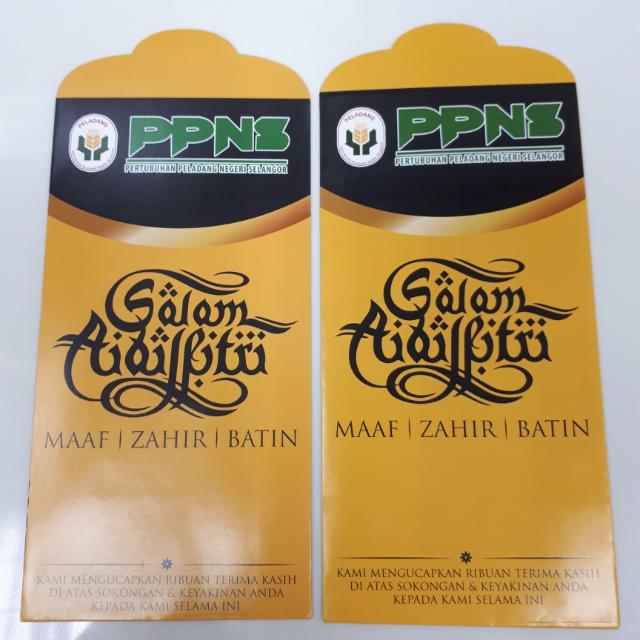 PELADANG
PPNS
PERTUBUHAN PELADANG NEGERI SELANGOR
Salam
Aidilfitri
MAAF | ZAHIR | BATIN
KAMI MENGUCAPKAN RIBUAN TERIMA KASIH
DI ATAS SOKONGAN & KEYAKINAN ANDA
KEPADA KAMI SELAMA INI
PELADANG
PPNS
PERTUBUHAN PELADANG NEGERI SELANGOR
Salam
Aidilfitri
MAAF | ZAHIR | BATIN
KAMI MENGUCAPKAN RIBUAN TERIMA KASIH
DI ATAS SOKONGAN & KEYAKINAN ANDA
KEPADA KAMI SELAMA INI